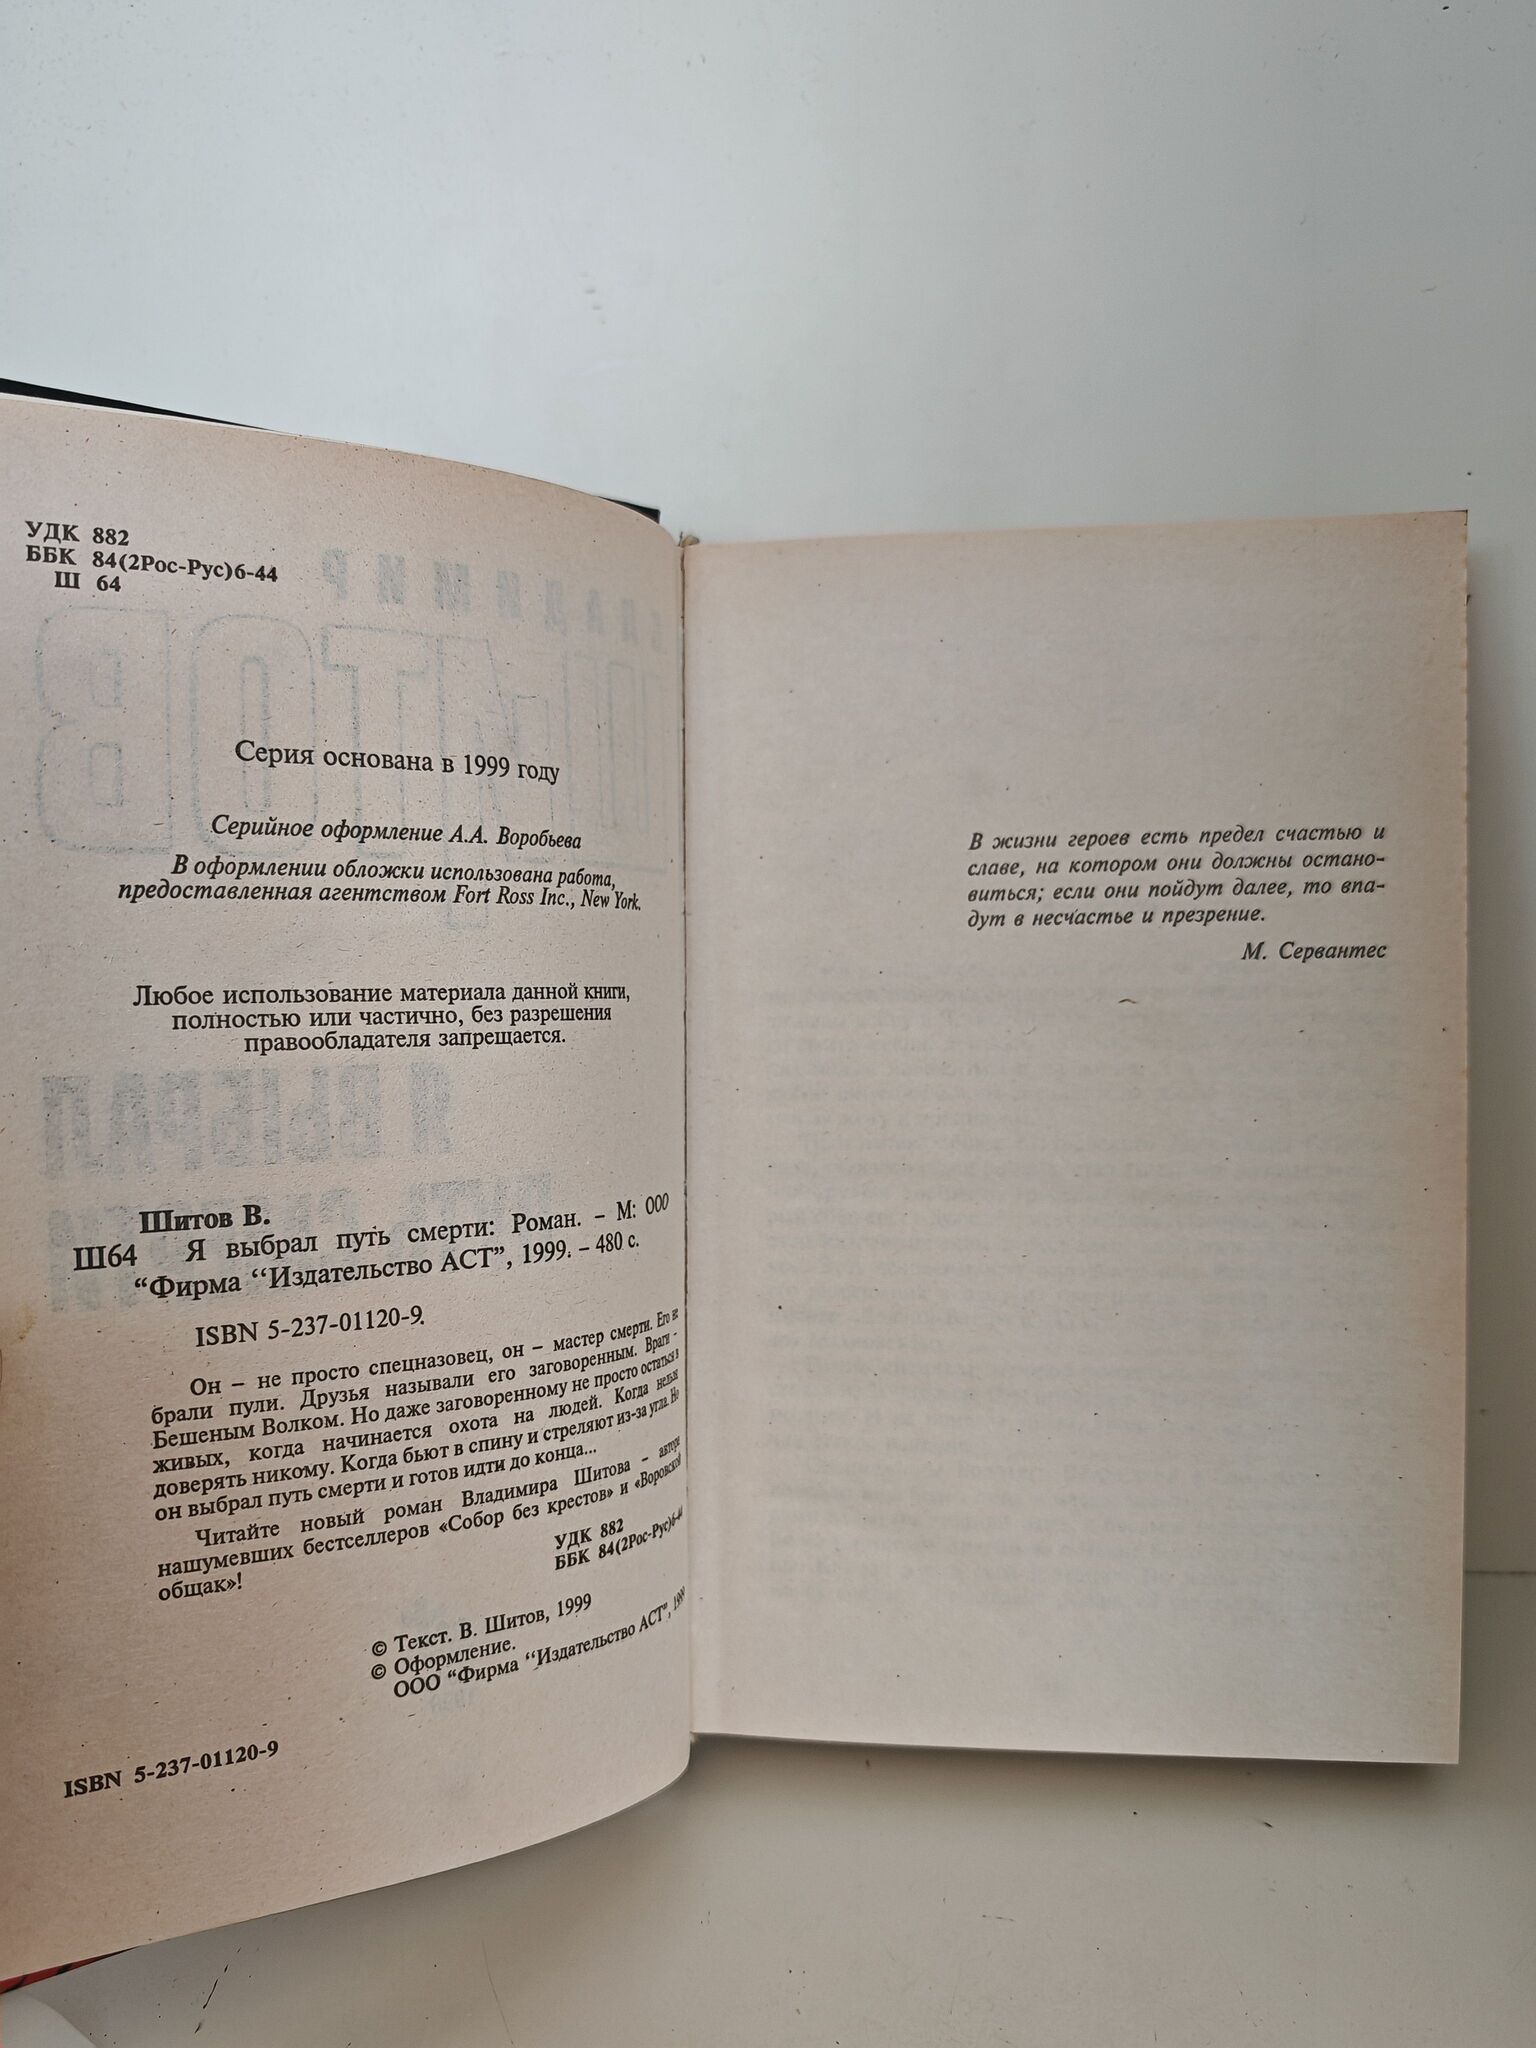 УДК 882
ББК 84(2Рос-Рус)6-44
Ш 64
Серия основана в 1999 году
Серийное оформление А.А. Воробьева
В оформлении обложки использована работа,
предоставленная агентством Fort Ross Inc., New York.
Любое использование материала данной книги,
полностью или частично, без разрешения
правообладателя запрещается.
Шитов В.
Ш64 Я выбрал путь смерти: Роман. – М: ООО
“Фирма “Издательство АСТ”, 1999. – 480 с.
ISBN 5-237-01120-9.
Он – не просто спецназовец, он – мастер смерти. Его не
брали пули. Друзья называли его заговоренным. Враги -
Бешеным Волком. Но даже заговоренному не просто остаться в
живых, когда начинается охота на людей. Когда нельзя
доверять никому. Когда бьют в спину и стреляют из-за угла. Но
он выбрал путь смерти и готов идти до конца...
Читайте новый роман Владимира Шитова – автора
нашумевших бестселлеров «Собор без крестов» и «Воровской
общак»!
УДК 882
ББК 84(2Рос-Рус)6-44
© Текст. В. Шитов, 1999
© Оформление.
ООО “Фирма “Издательство АСТ”, 1999
ISBN 5-237-01120-9
В жизни героев есть предел счастью и
славе, на котором они должны остано-
виться; если они пойдут далее, то впа-
дут в несчастье и презрение.
М. Сервантес